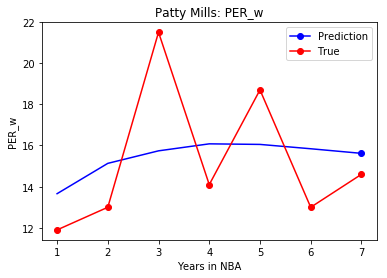 Patty Mills: PER_w
Prediction
True
PER_w
22
20
18
16
14
12
1 2 3 4 5 6 7
Years in NBA